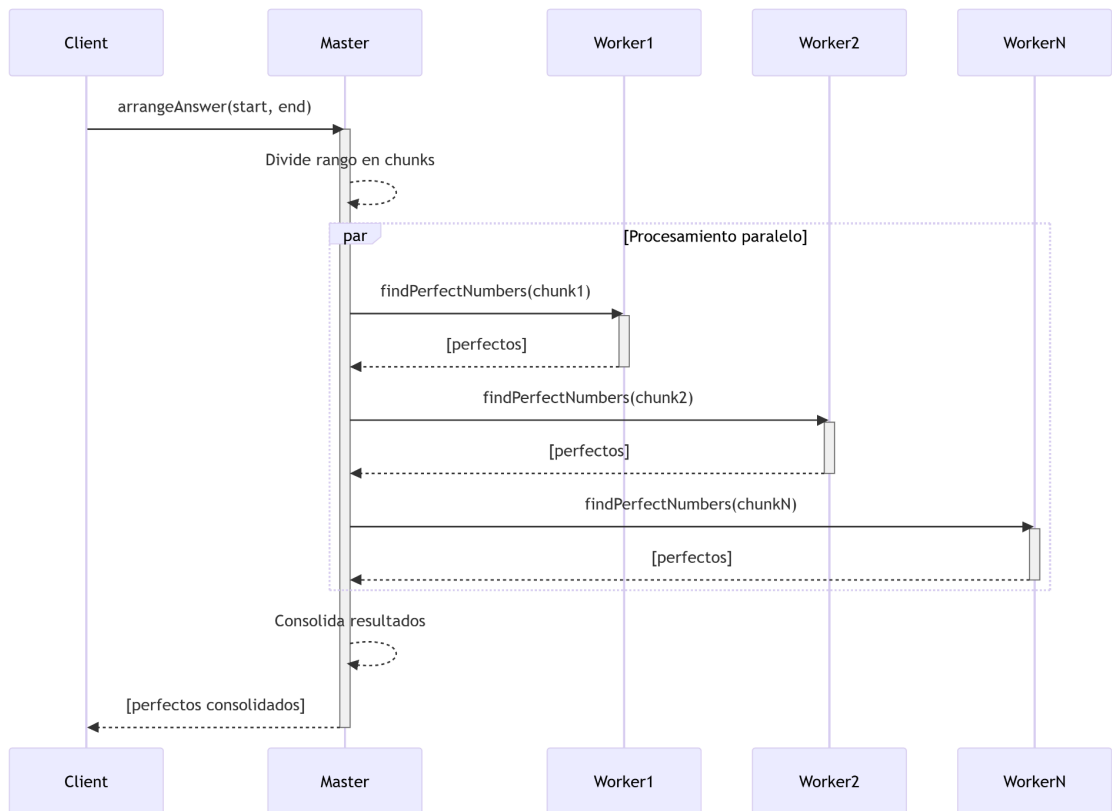 Client Master Worker1 Worker2 WorkerN
arrangeAnswer(start, end)
Divide rango en chunks
par [Procesamiento paralelo]
findPerfectNumbers(chunk1)
[perfectos]
findPerfectNumbers(chunk2)
[perfectos]
findPerfectNumbers(chunkN)
[perfectos]
Consolida resultados
[perfectos consolidados]
Client Master Worker1 Worker2 WorkerN